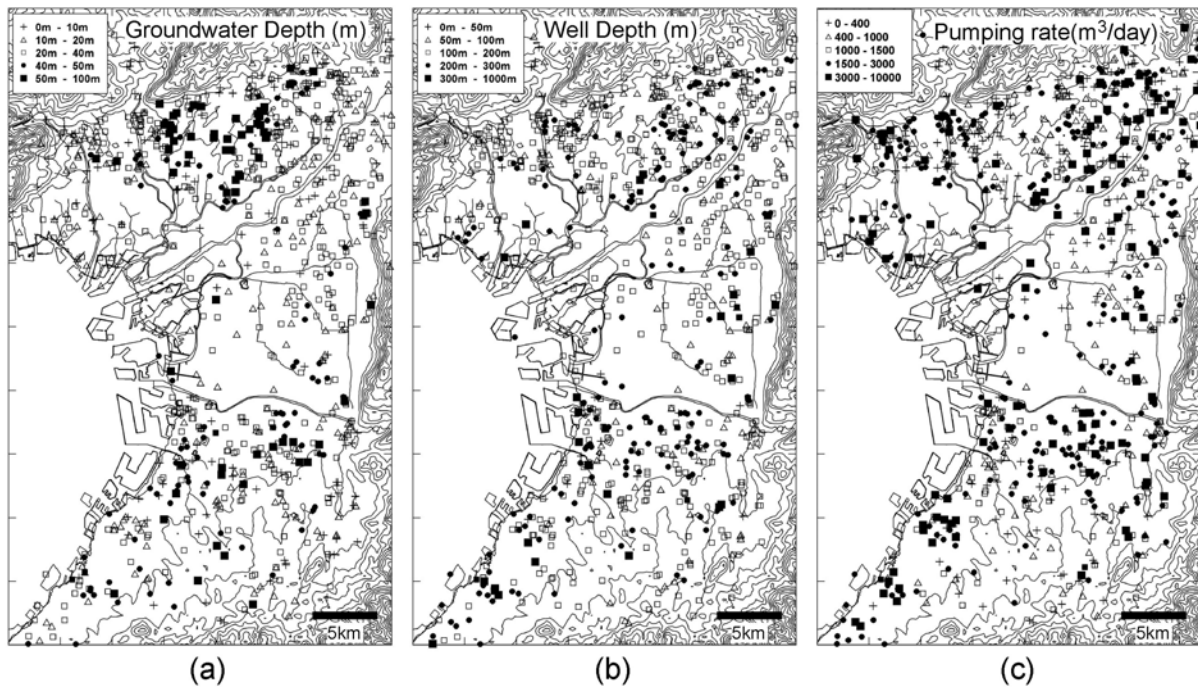 Groundwater Depth (m)
0m - 10m
10m - 20m
20m - 40m
40m - 50m
50m - 100m
5km
(a)
Well Depth (m)
0m - 50m
50m - 100m
100m - 200m
200m - 300m
300m - 1000m
5km
(b)
Pumping rate(m³/day)
0 - 400
400 - 1000
1000 - 1500
1500 - 3000
3000 - 10000
5km
(c)